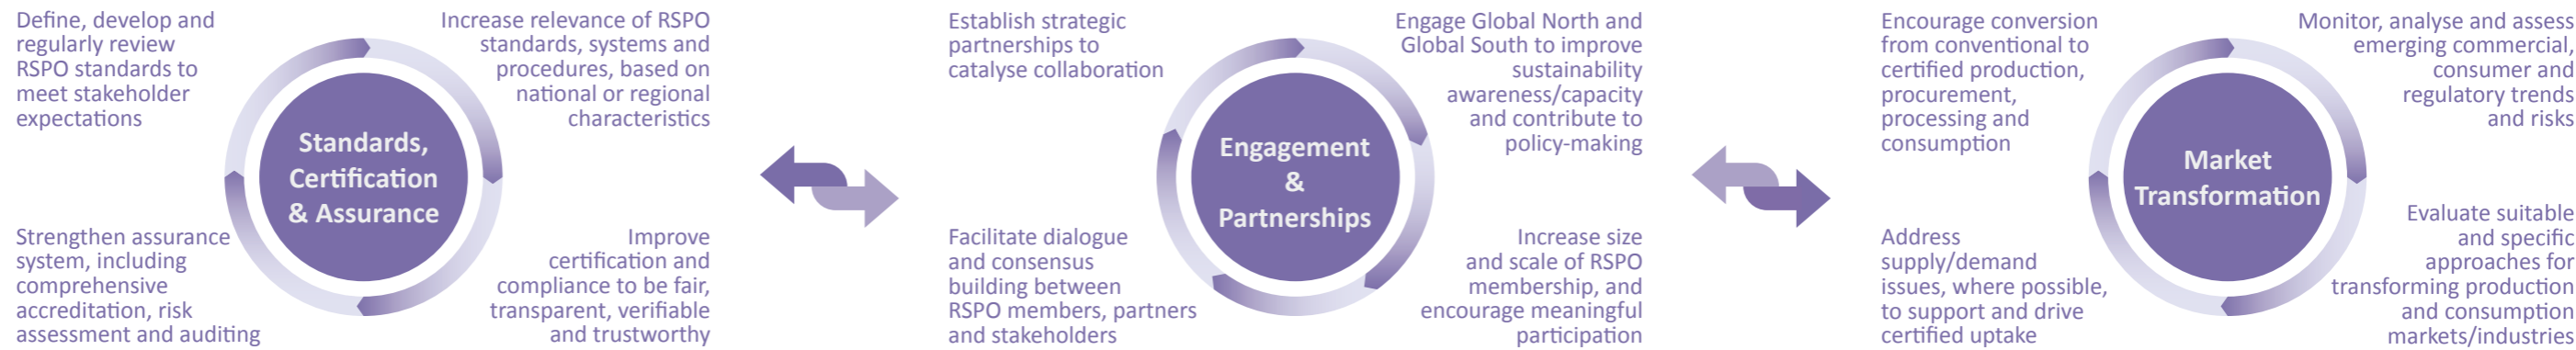 Define, develop and
regularly review
RSPO standards to
meet stakeholder
expectations
Increase relevance of RSPO
standards, systems and
procedures, based on
national or regional
characteristics
Standards,
Certification
& Assurance
Strengthen assurance
system, including
comprehensive
accreditation, risk
assessment and auditing
Improve
certification and
compliance to be fair,
transparent, verifiable
and trustworthy
Establish strategic
partnerships to
catalyse collaboration
Engage Global North and
Global South to improve
sustainability
awareness/capacity
and contribute to
policy-making
Engagement
&
Partnerships
Facilitate dialogue
and consensus
building between
RSPO members, partners
and stakeholders
Increase size
and scale of RSPO
membership, and
encourage meaningful
participation
Encourage conversion
from conventional to
certified production,
procurement,
processing and
consumption
Monitor, analyse and assess
emerging commercial,
consumer and
regulatory trends
and risks
Market
Transformation
Address
supply/demand
issues, where possible,
to support and drive
certified uptake
Evaluate suitable
and specific
approaches for
transforming production
and consumption
markets/industries